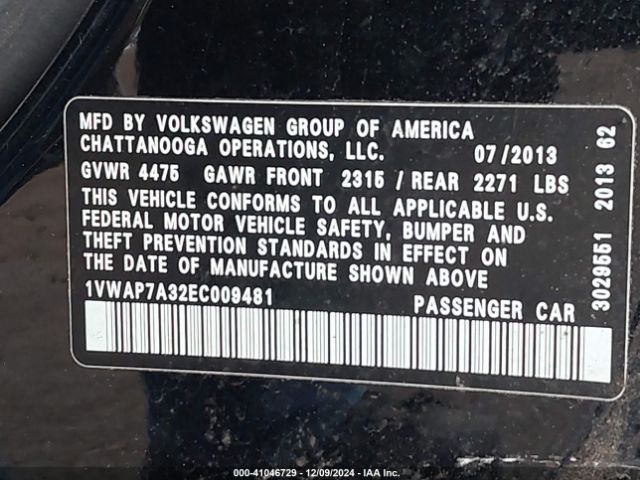 MFD BY VOLKSWAGEN GROUP OF AMERICA
CHATTANOOGA OPERATIONS, LLC. 07/2013
GVWR 4475 GAWR FRONT 2315 / REAR 2271 LBS
THIS VEHICLE CONFORMS TO ALL APPLICABLE U.S.
FEDERAL MOTOR VEHICLE SAFETY, BUMPER AND
THEFT PREVENTION STANDARDS IN EFFECT ON
THE DATE OF MANUFACTURE SHOWN ABOVE
1VWAP7A32EC009481 PASSENGER CAR
3029551 2013 62
000-41046729 - 12/09/2024 - IAA Inc.